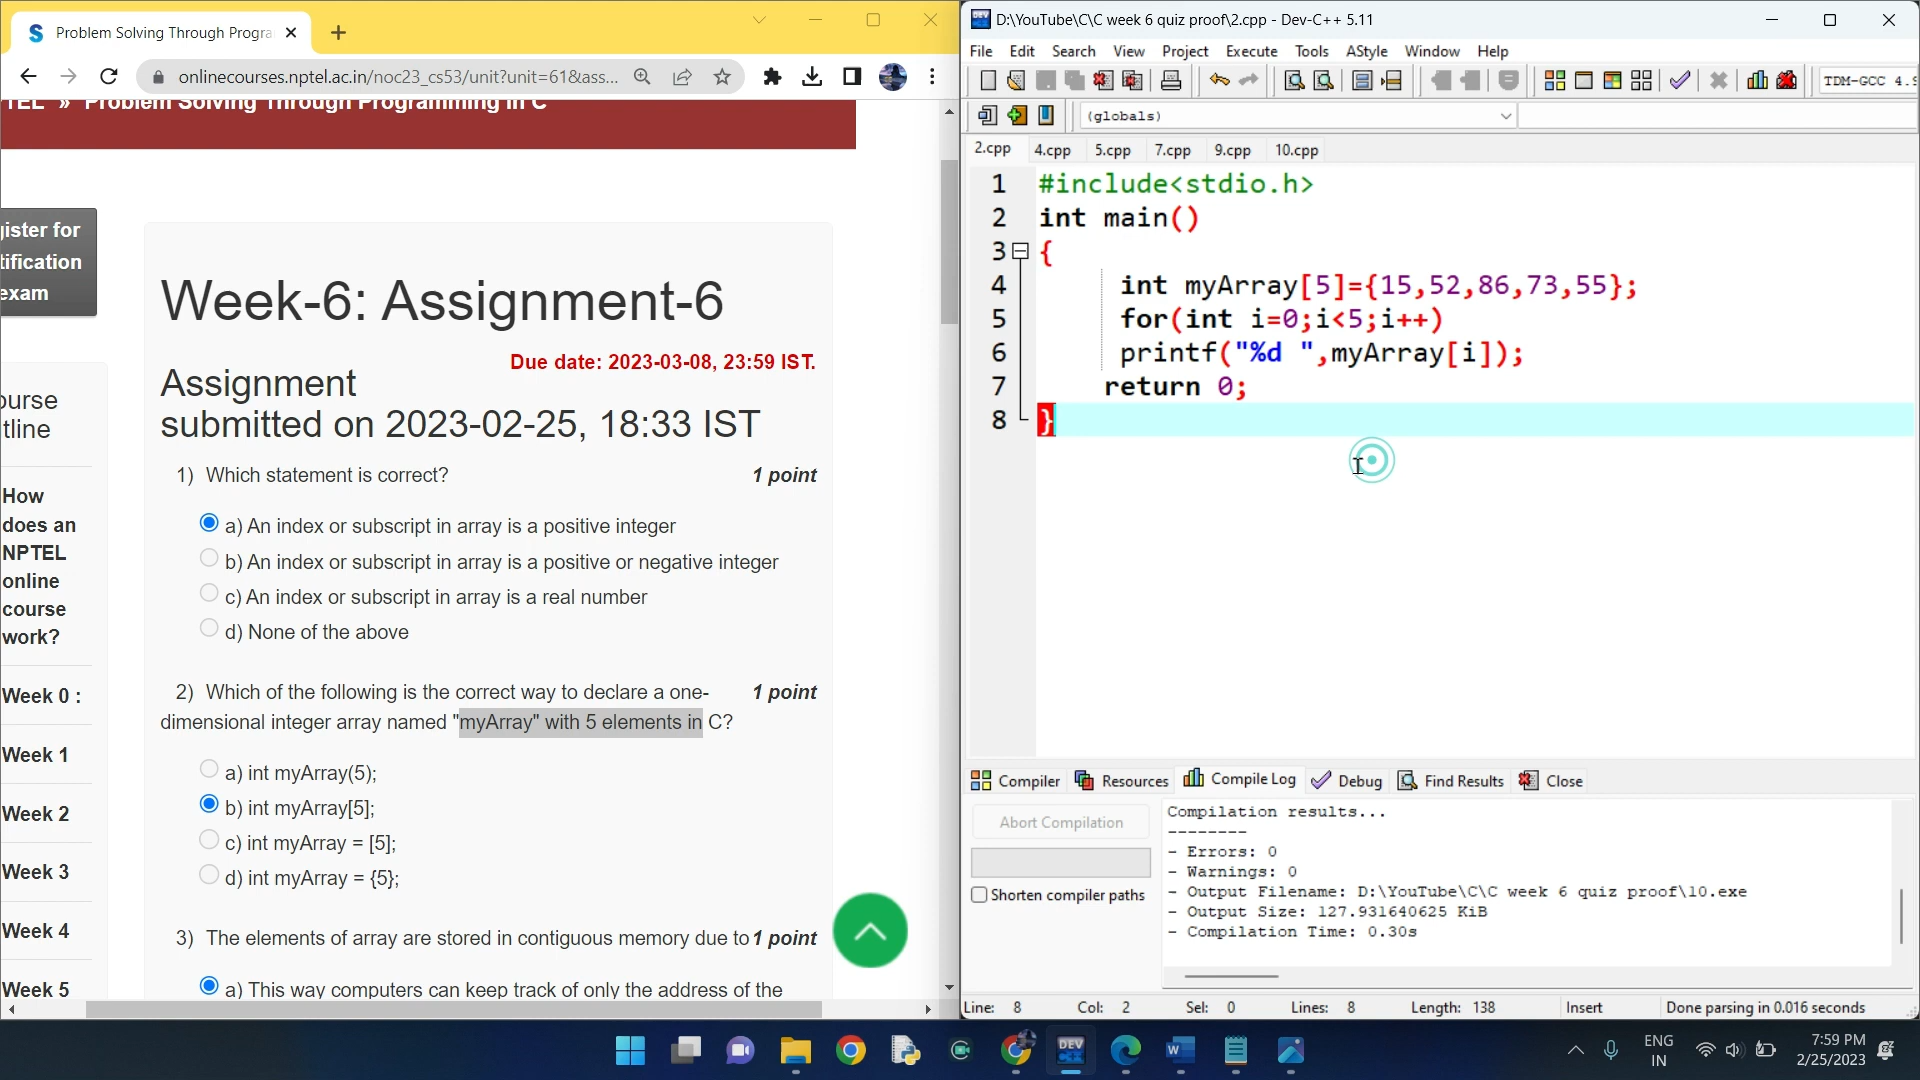 Problem Solving Through Progra
onlinecourses.nptel.ac.in/noc23_cs53/unit?unit=61&ass...
TEL » Problem Solving Through Programming in C
ister for
tification
exam
ourse
tline
How
does an
NPTEL
online
course
work?
Week 0 :
Week 1
Week 2
Week 3
Week 4
Week 5
Week-6: Assignment-6
Due date: 2023-03-08, 23:59 IST.
Assignment
submitted on 2023-02-25, 18:33 IST
1) Which statement is correct? 1 point
a) An index or subscript in array is a positive integer
b) An index or subscript in array is a positive or negative integer
c) An index or subscript in array is a real number
d) None of the above
2) Which of the following is the correct way to declare a one- 1 point
dimensional integer array named "myArray" with 5 elements in C?
a) int myArray(5);
b) int myArray[5];
c) int myArray = [5];
d) int myArray = {5};
3) The elements of array are stored in contiguous memory due to 1 point
a) This way computers can keep track of only the address of the
D:\YouTube\C\C week 6 quiz proof\2.cpp - Dev-C++ 5.11
File Edit Search View Project Execute Tools AStyle Window Help
TDM-GCC 4.9
(globals)
2.cpp 4.cpp 5.cpp 7.cpp 9.cpp 10.cpp
1 #include<stdio.h>
2 int main()
3 {
4 int myArray[5]={15,52,86,73,55};
5 for(int i=0;i<5;i++)
6 printf("%d ",myArray[i]);
7 return 0;
8 }
Compiler Resources Compile Log Debug Find Results Close
Abort Compilation
Shorten compiler paths
Compilation results...
--------
- Errors: 0
- Warnings: 0
- Output Filename: D:\YouTube\C\C week 6 quiz proof\10.exe
- Output Size: 127.931640625 KiB
- Compilation Time: 0.30s
Line: 8 Col: 2 Sel: 0 Lines: 8 Length: 138 Insert Done parsing in 0.016 seconds
DEV
ENG
IN
7:59 PM
2/25/2023